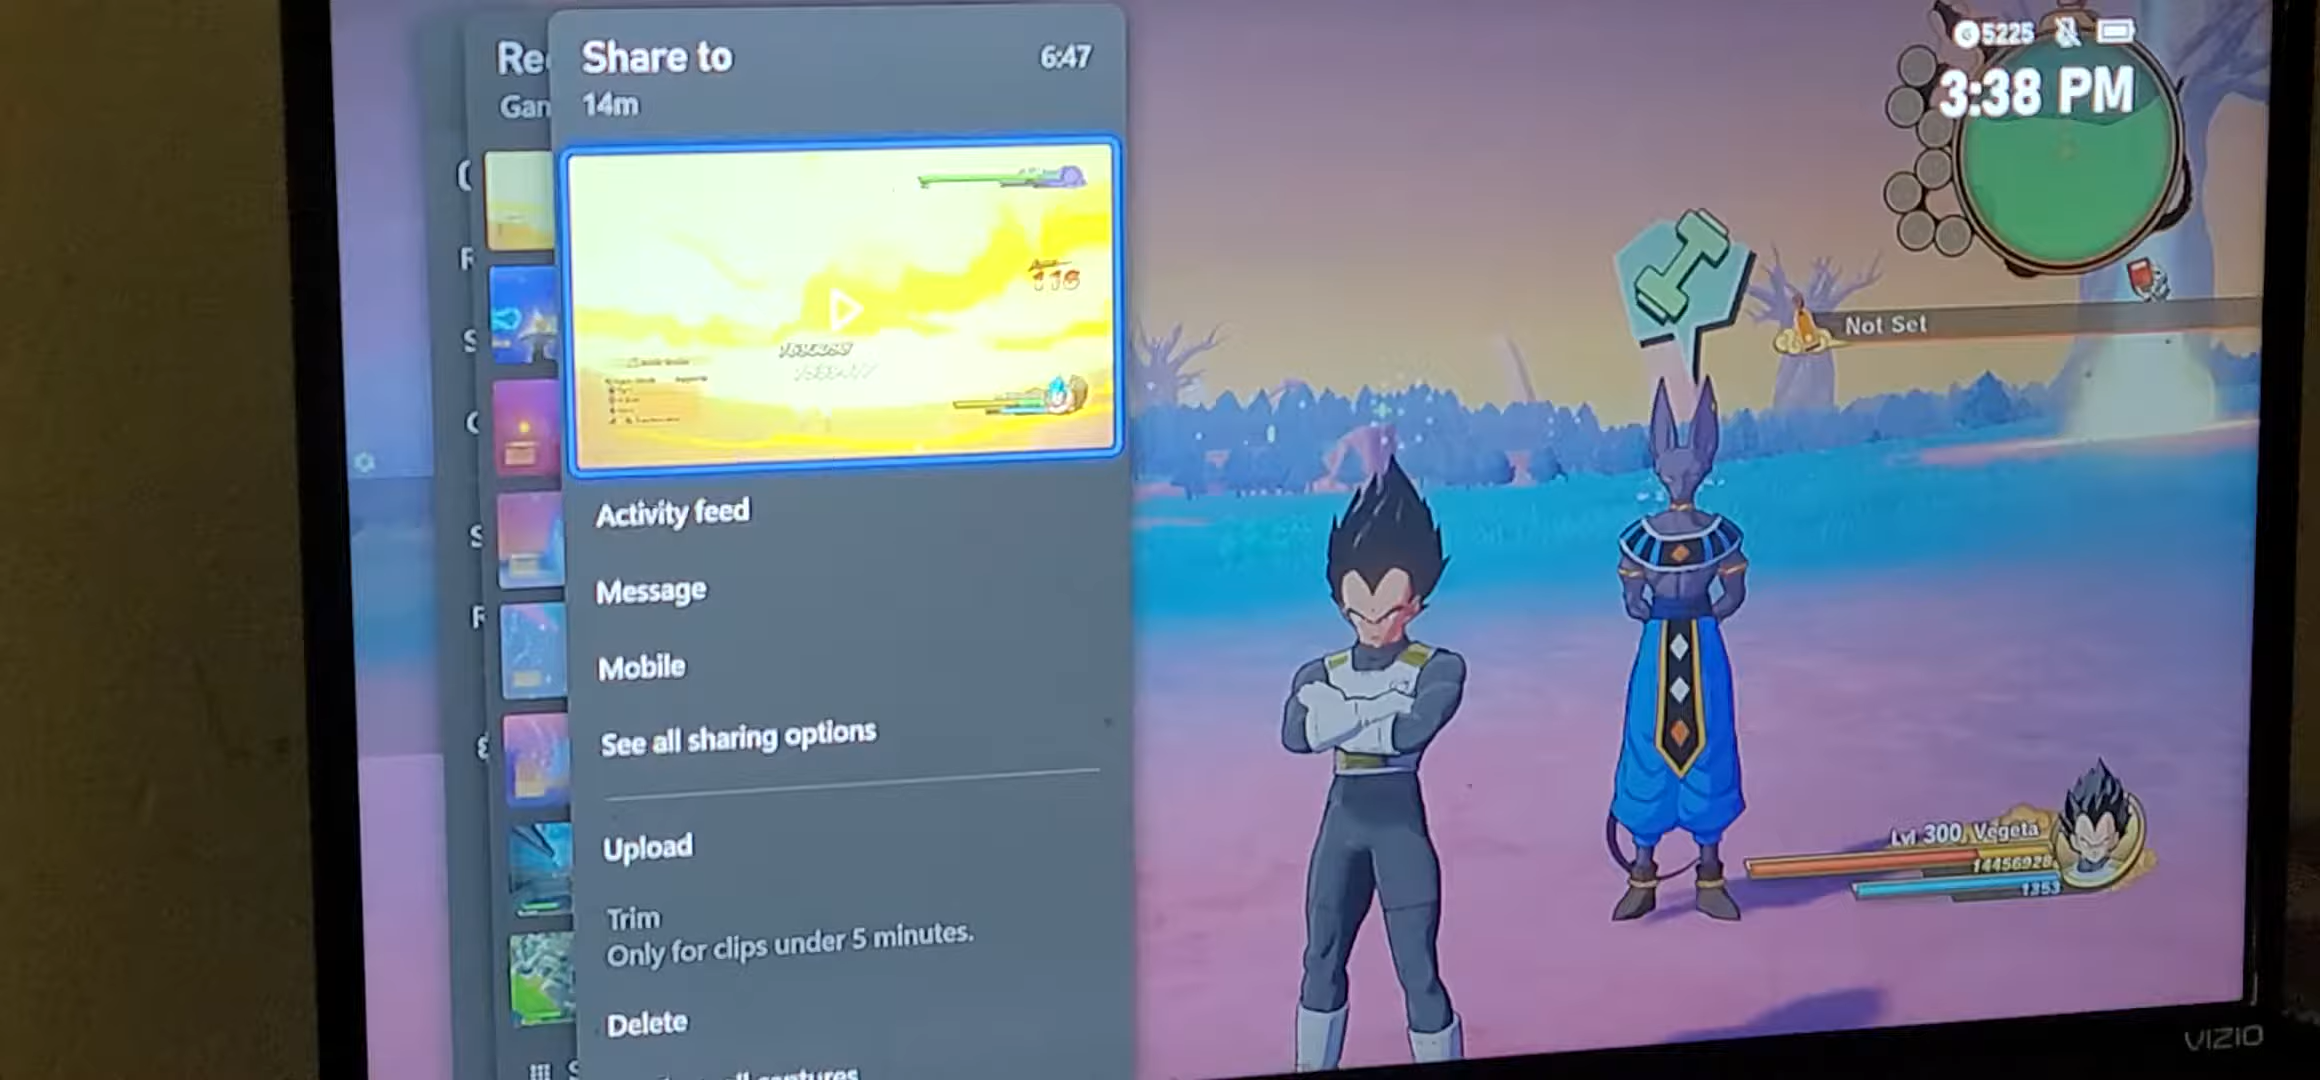 Share to
6:47
14m
Activity feed
Message
Mobile
See all sharing options
Upload
Trim
Only for clips under 5 minutes.
Delete
116
5225
3:38 PM
Not Set
Lvl 300, Vegeta
14456928
1353
VIZIO